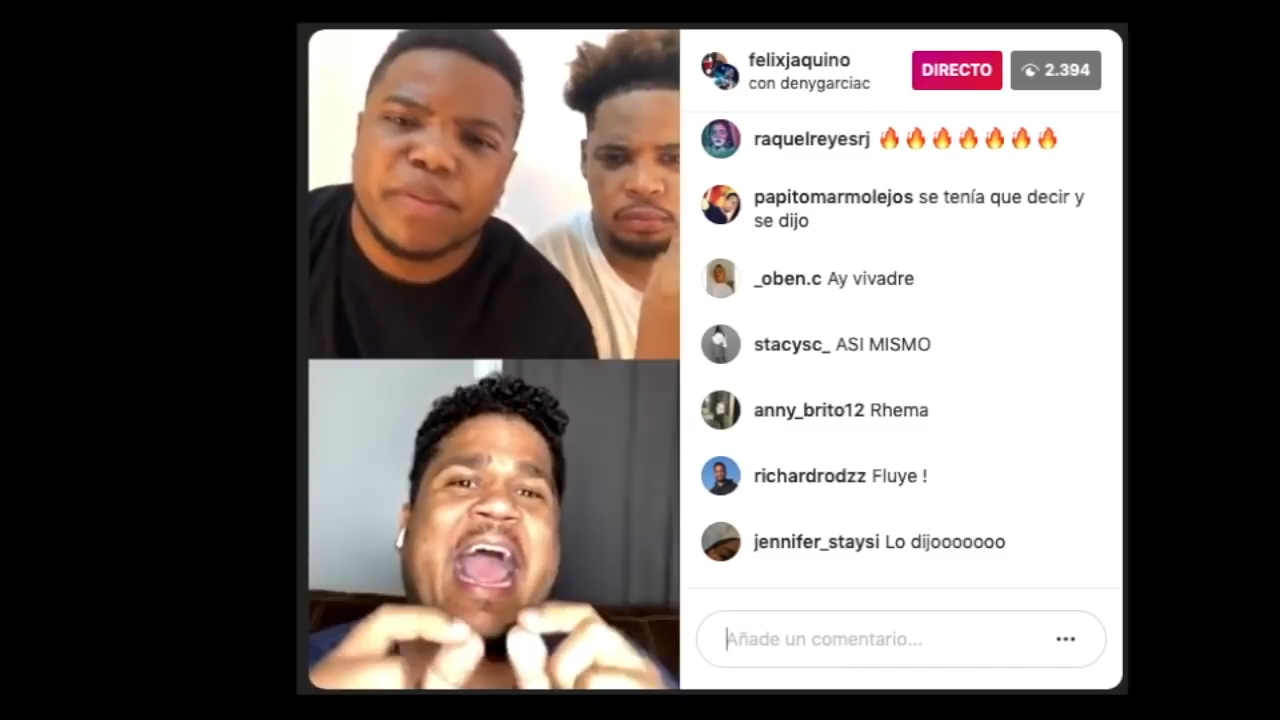 felixjaquino
con denygarciac
DIRECTO
2.394
raquelreyesrj 🔥🔥🔥🔥🔥🔥🔥
papitomarmolejos se tenía que decir y
se dijo
_oben.c Ay vivadre
stacysc_ ASI MISMO
anny_brito12 Rhema
richardrodzz Fluye !
jennifer_staysi Lo dijooooooo
Añade un comentario...